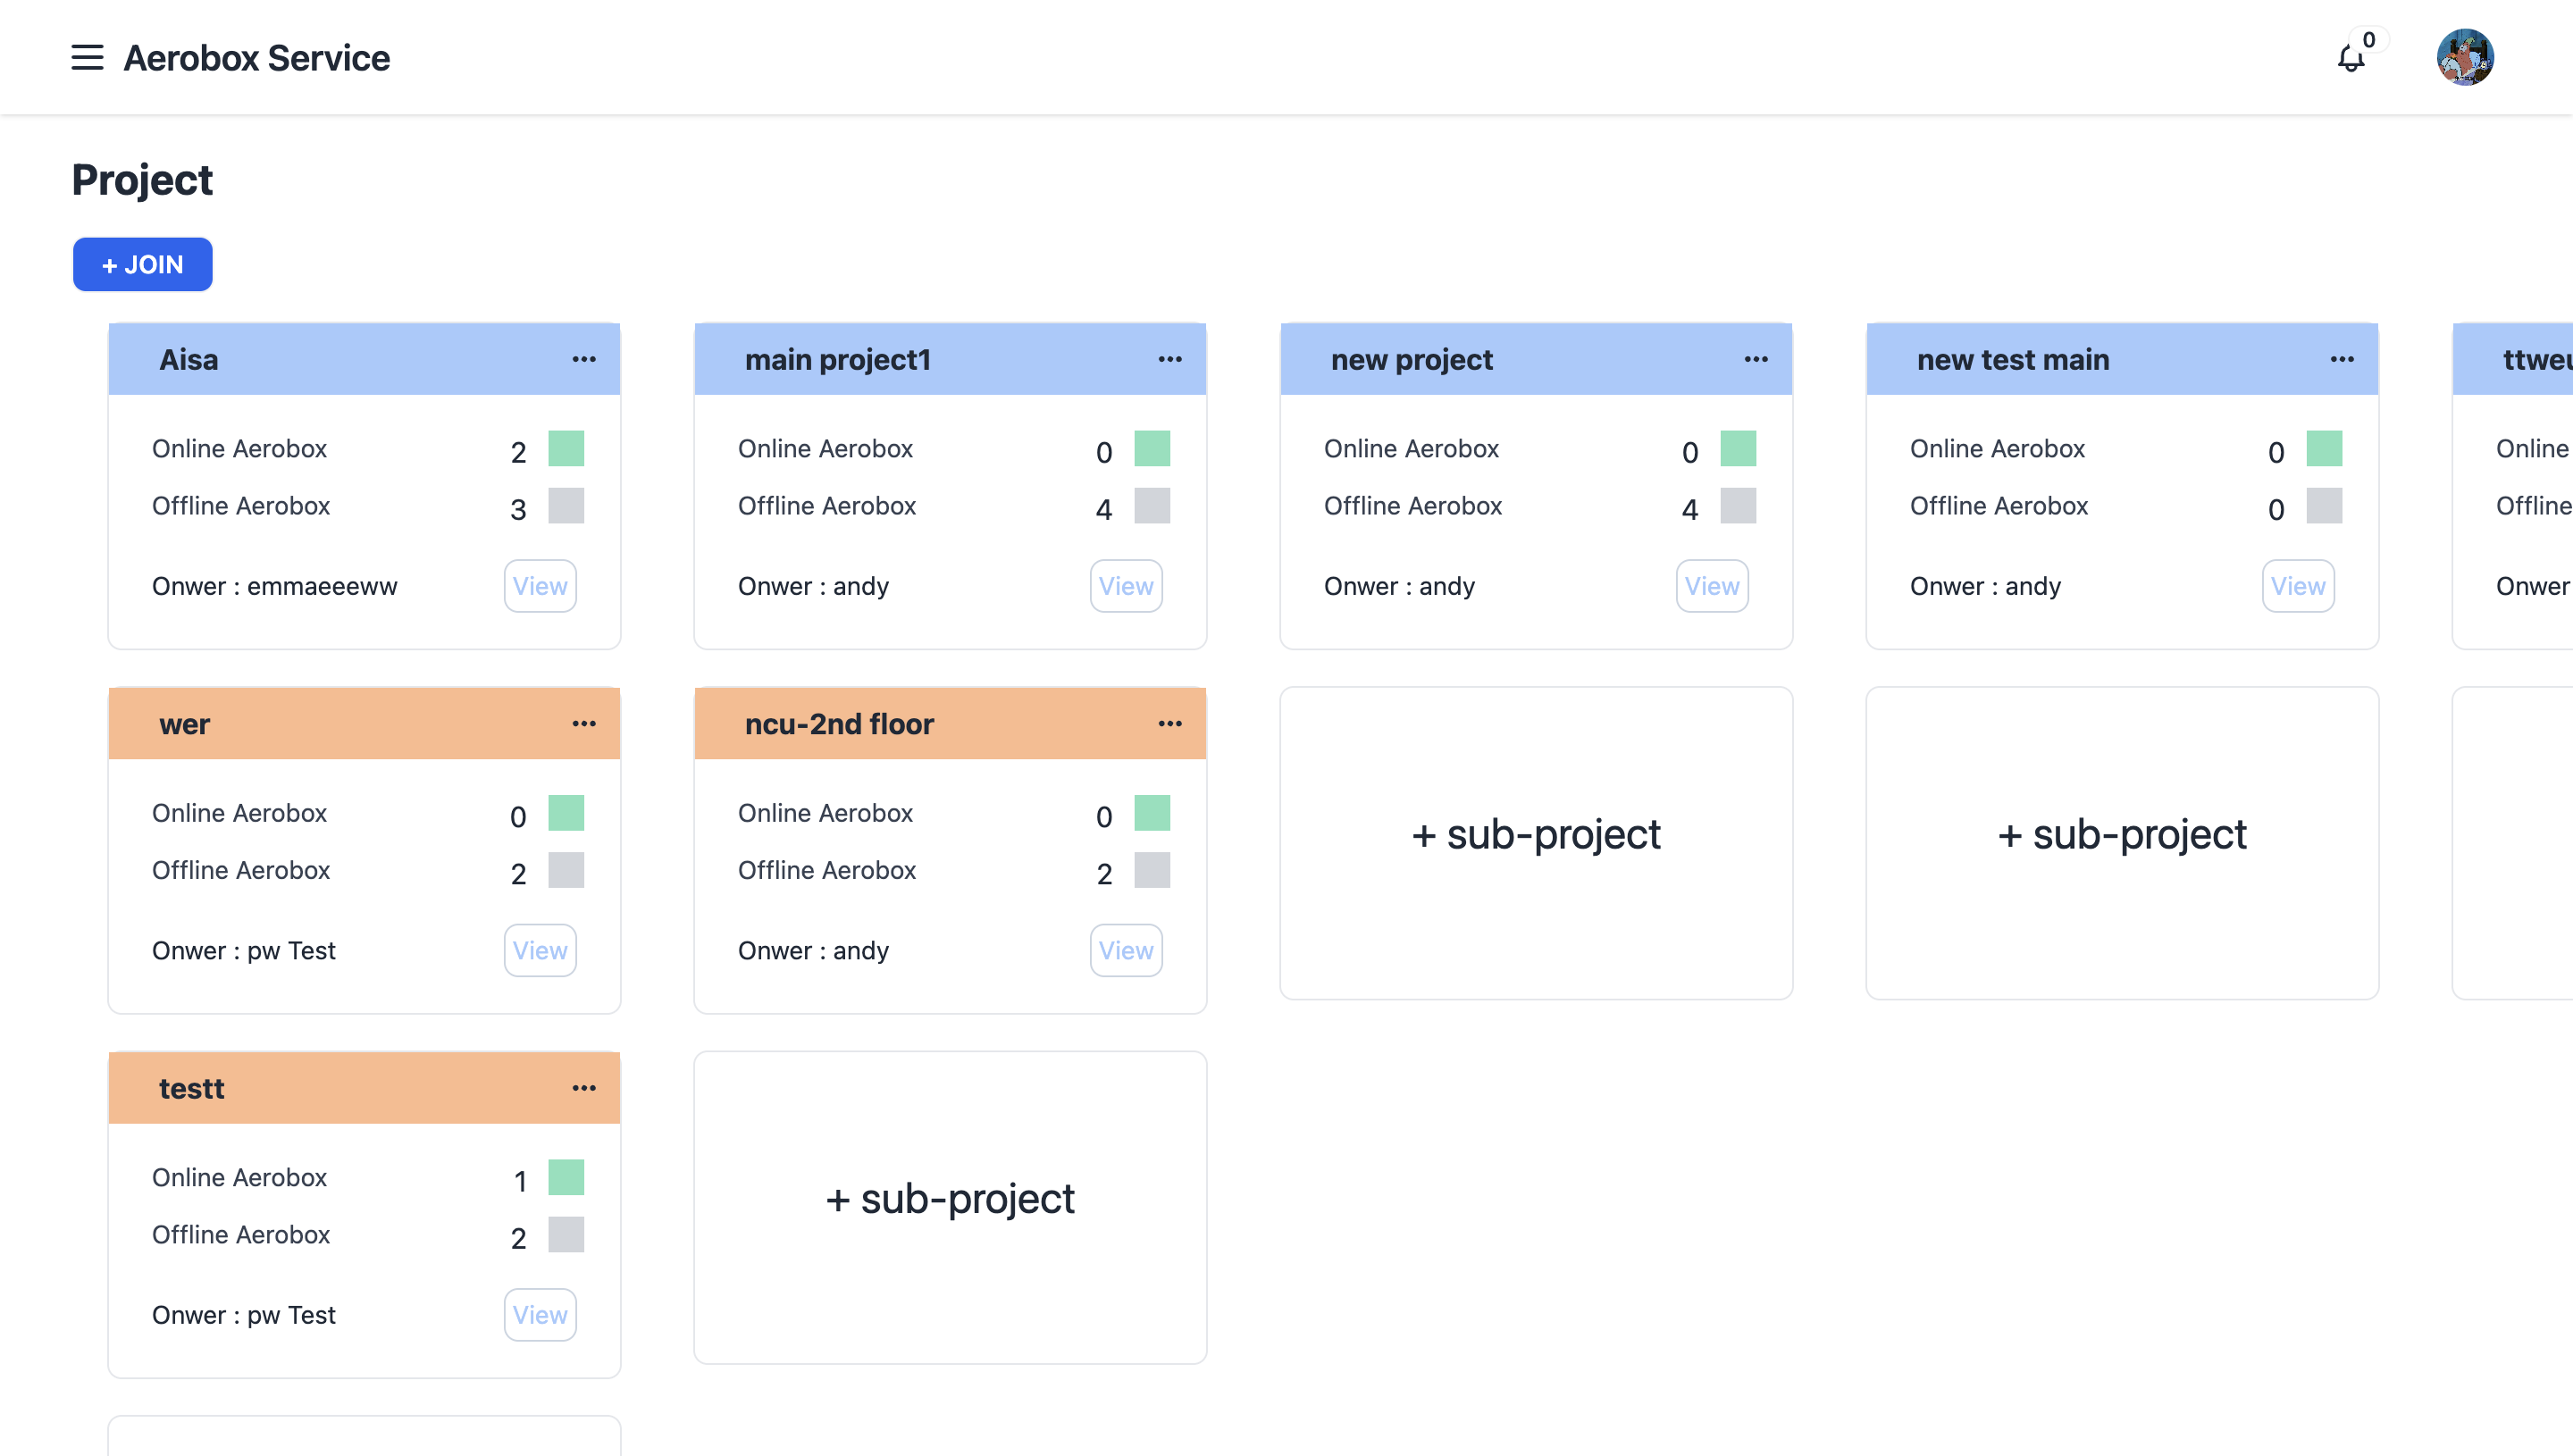 Aerobox Service
0
Project
+ JOIN
Aisa ...
Online Aerobox 2
Offline Aerobox 3
Onwer : emmaeeeww View
main project1 ...
Online Aerobox 0
Offline Aerobox 4
Onwer : andy View
new project ...
Online Aerobox 0
Offline Aerobox 4
Onwer : andy View
new test main ...
Online Aerobox 0
Offline Aerobox 0
Onwer : andy View
Online
Offline
Onwer
wer ...
Online Aerobox 0
Offline Aerobox 2
Onwer : pw Test View
ncu-2nd floor ...
Online Aerobox 0
Offline Aerobox 2
Onwer : andy View
+ sub-project
+ sub-project
testt ...
Online Aerobox 1
Offline Aerobox 2
Onwer : pw Test View
+ sub-project